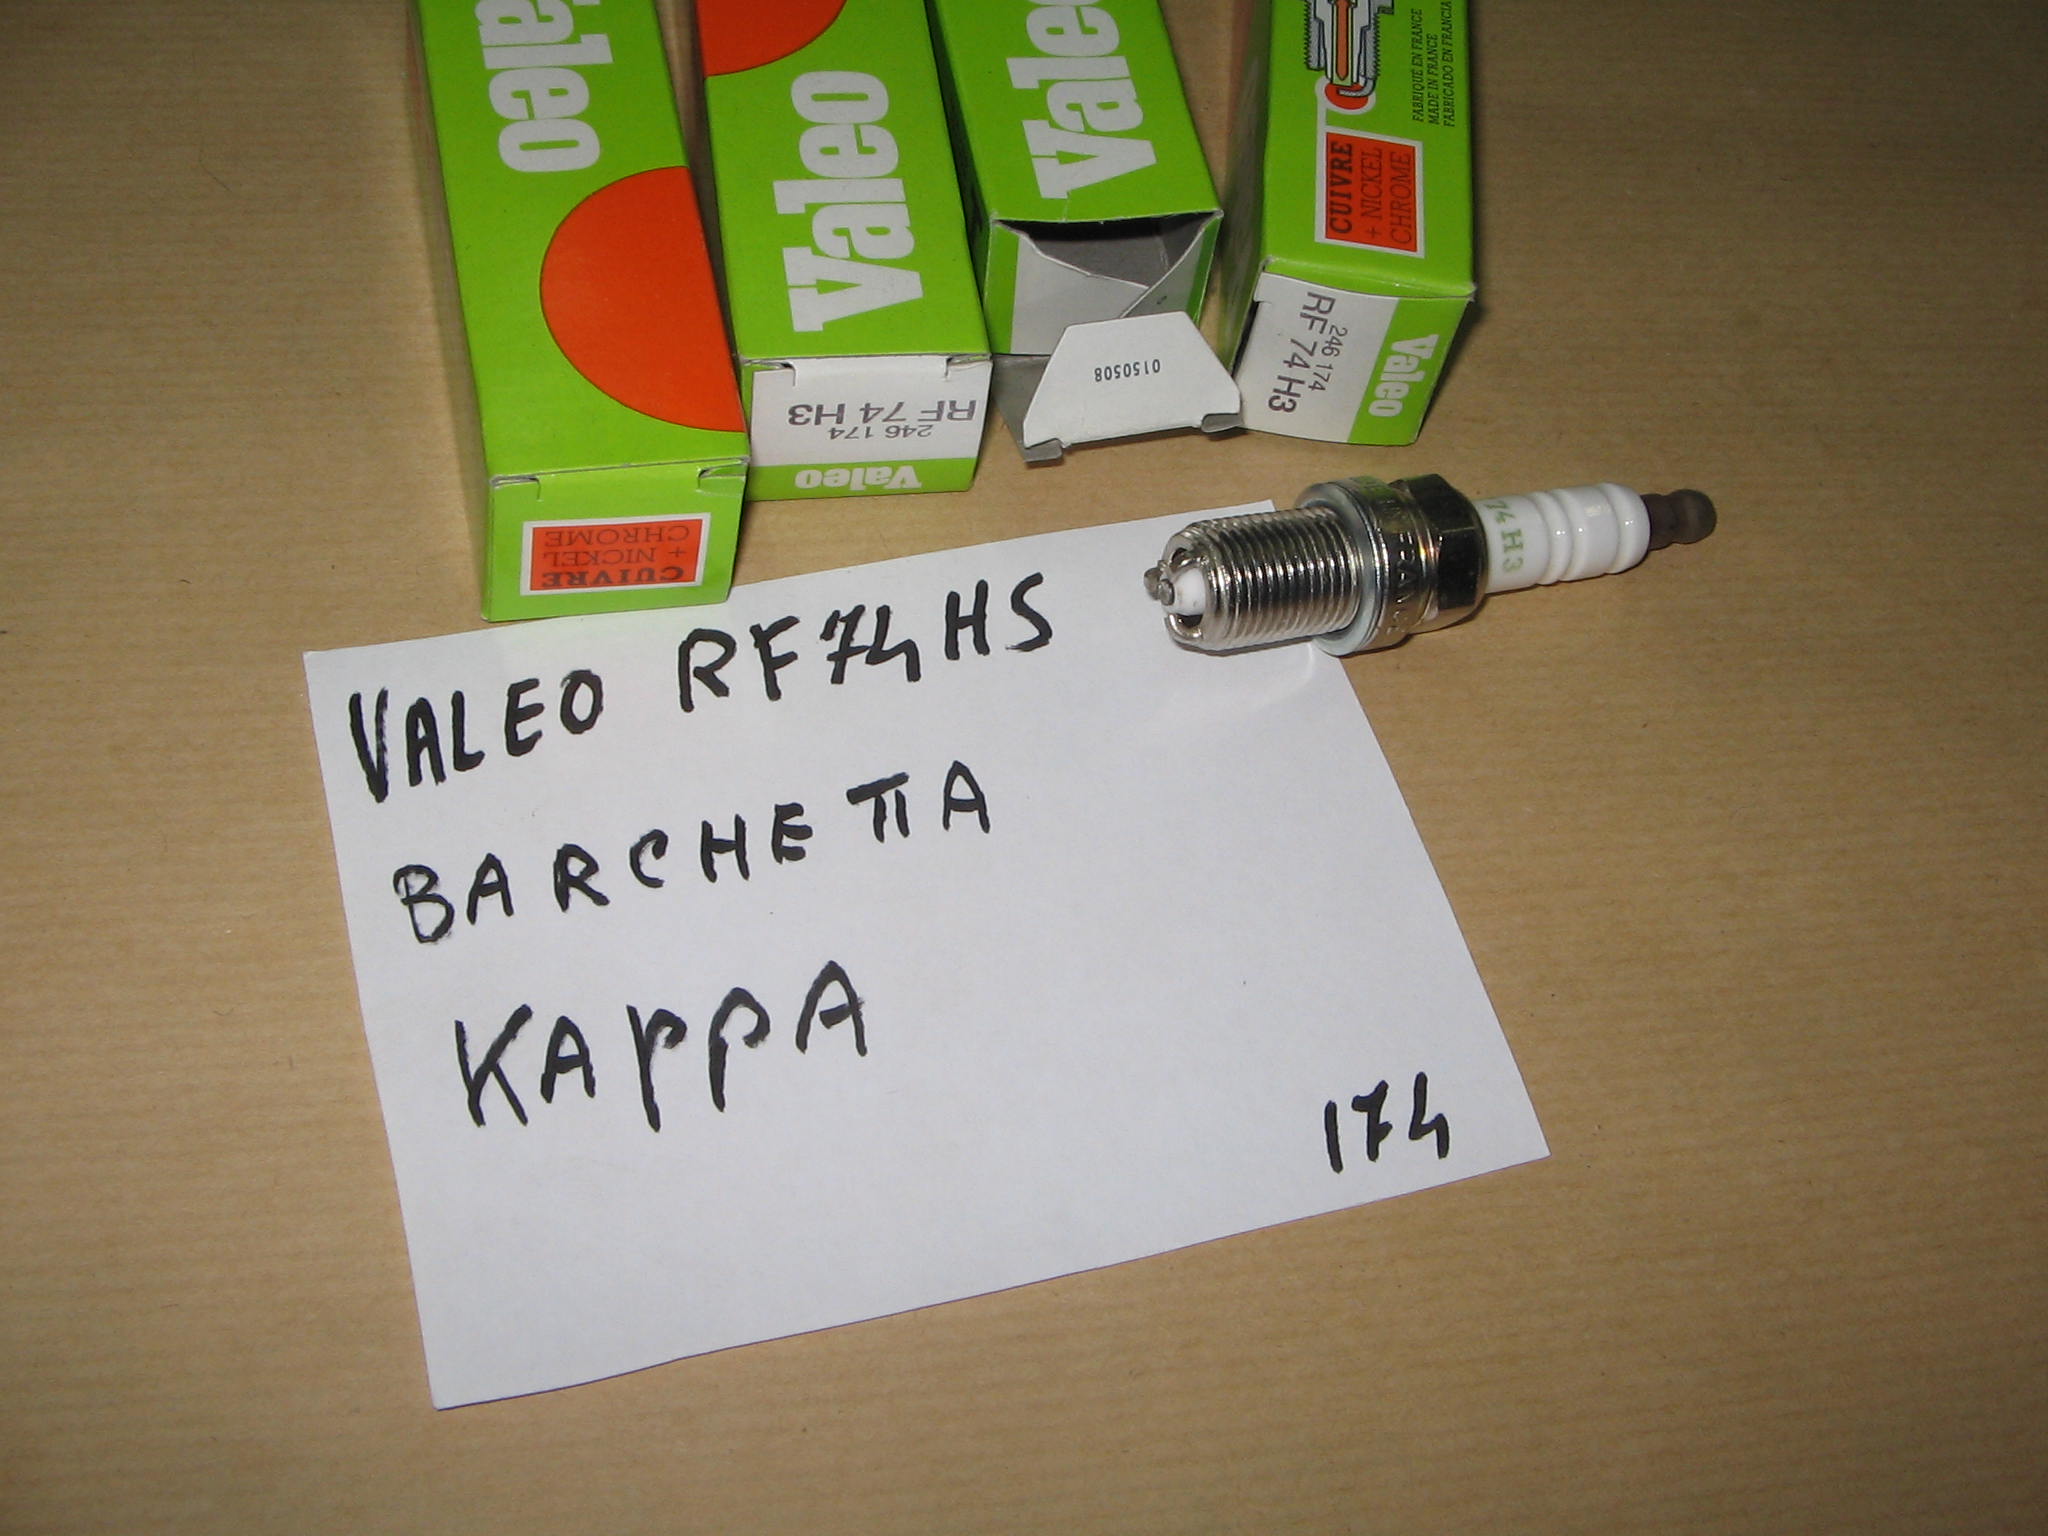 Valeo
CUIVRE
+ NICKEL
CHROME
Valeo
246 174
RF 74 H3
Valeo
Valeo
0150508
FABRIQUÉ EN FRANCE
MADE IN FRANCE
FABRICADO EN FRANCIA
CUIVRE
+ NICKEL
CHROME
246 174
RF 74 H3
Valeo
74 H3
VALEO RF74HS
BARCHETTA
KAPPA
174